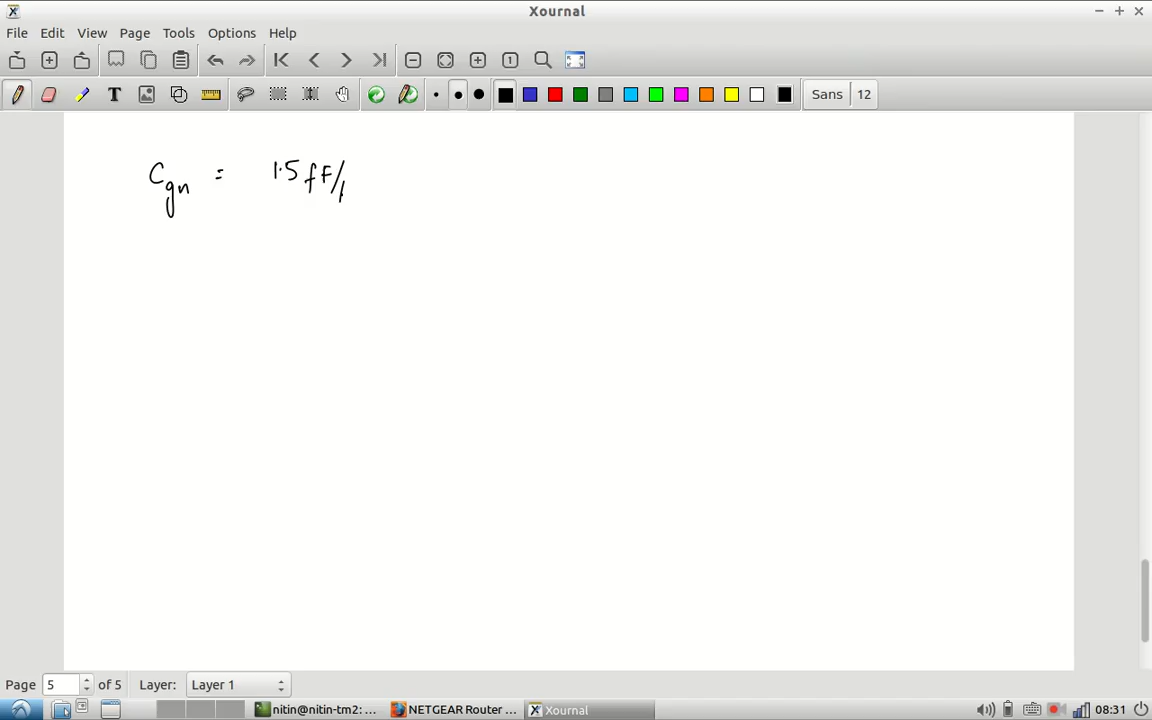 Xournal
File Edit View Page Tools Options Help
Sans 12
Cgn = 1.5 fF/
Page 5 of 5 Layer: Layer 1
nitin@nitin-tm2: ... NETGEAR Router ... Xournal 08:31